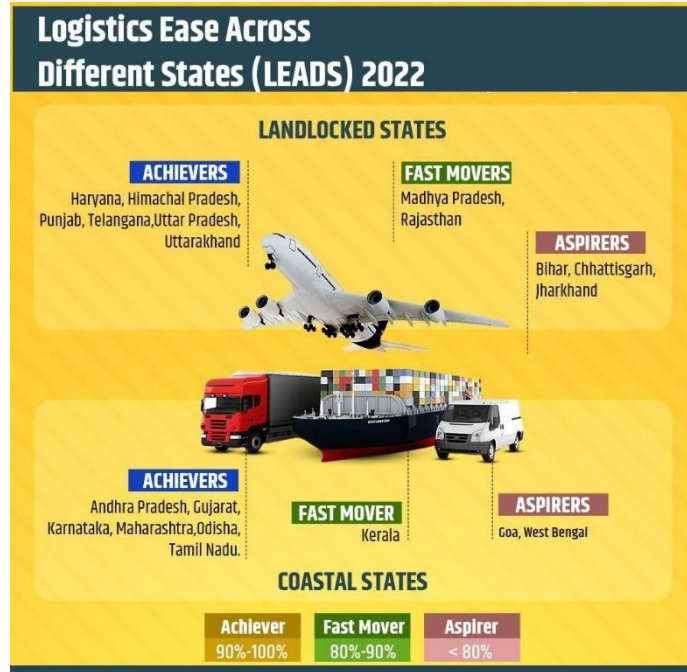 Logistics Ease Across
Different States (LEADS) 2022
LANDLOCKED STATES
ACHIEVERS
Haryana, Himachal Pradesh,
Punjab, Telangana,Uttar Pradesh,
Uttarakhand
FAST MOVERS
Madhya Pradesh,
Rajasthan
ASPIRERS
Bihar, Chhattisgarh,
Jharkhand
ACHIEVERS
Andhra Pradesh, Gujarat,
Karnataka, Maharashtra,Odisha,
Tamil Nadu.
FAST MOVER
Kerala
ASPIRERS
Goa, West Bengal
COASTAL STATES
Achiever
90%-100%
Fast Mover
80%-90%
Aspirer
< 80%